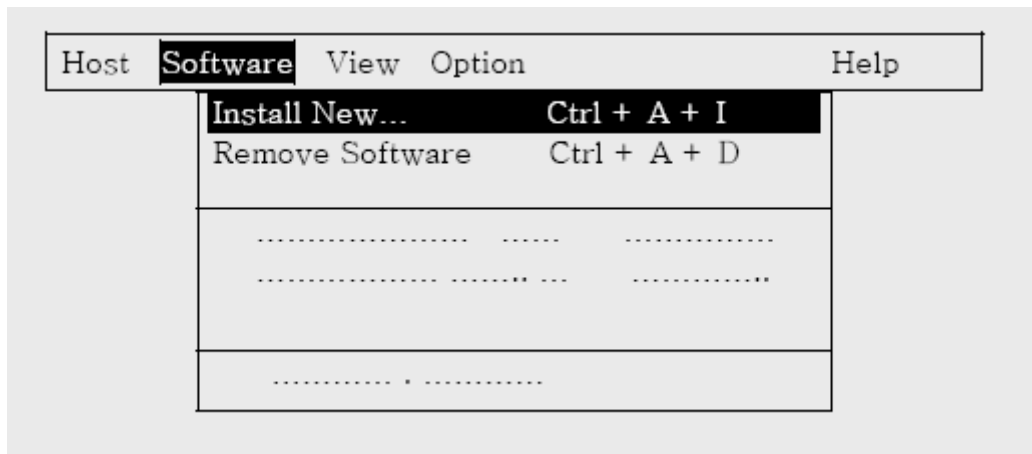 Host Software View Option Help
Install New... Ctrl + A + I
Remove Software Ctrl + A + D